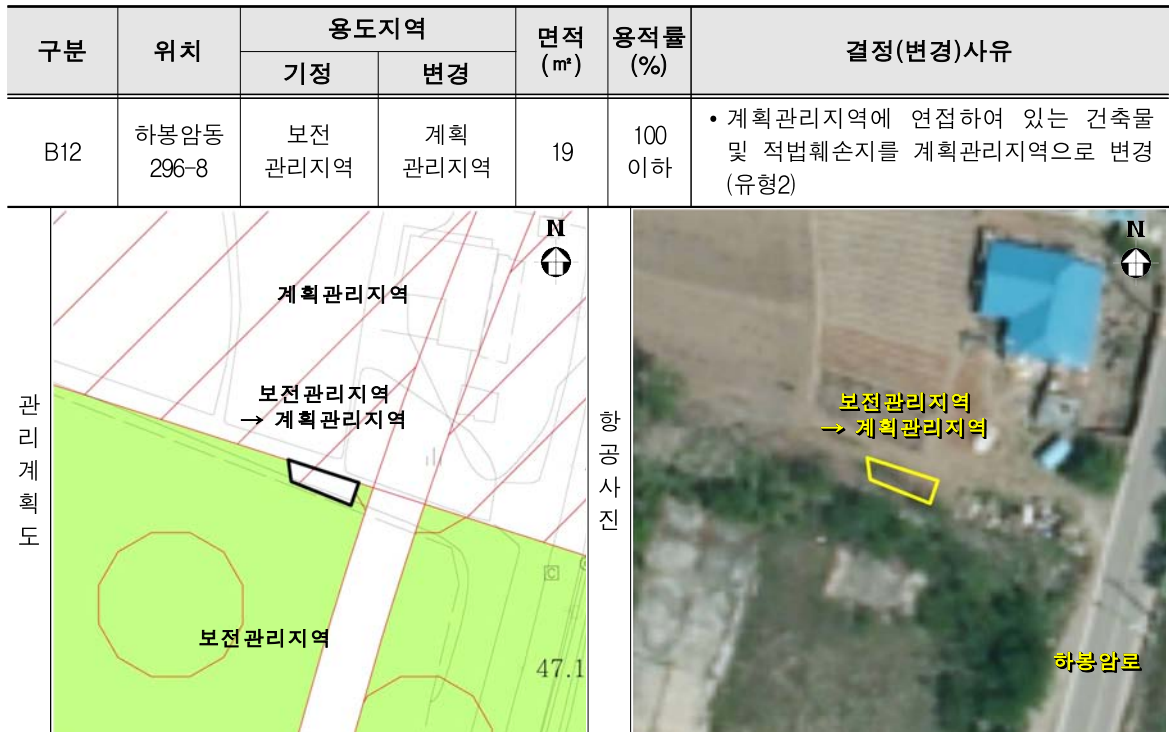 구분 위치 용도지역 면적 용적률 결정(변경)사유
기정 변경 (㎡) (%)
B12 하봉암동 296-8 보전 관리지역 계획 관리지역 19 100 이하
• 계획관리지역에 연접하여 있는 건축물
및 적법훼손지를 계획관리지역으로 변경
(유형2)
관리계획도
N
계획관리지역
보전관리지역
→ 계획관리지역
보전관리지역
47.1
항공사진
N
보전관리지역
→ 계획관리지역
하봉암로